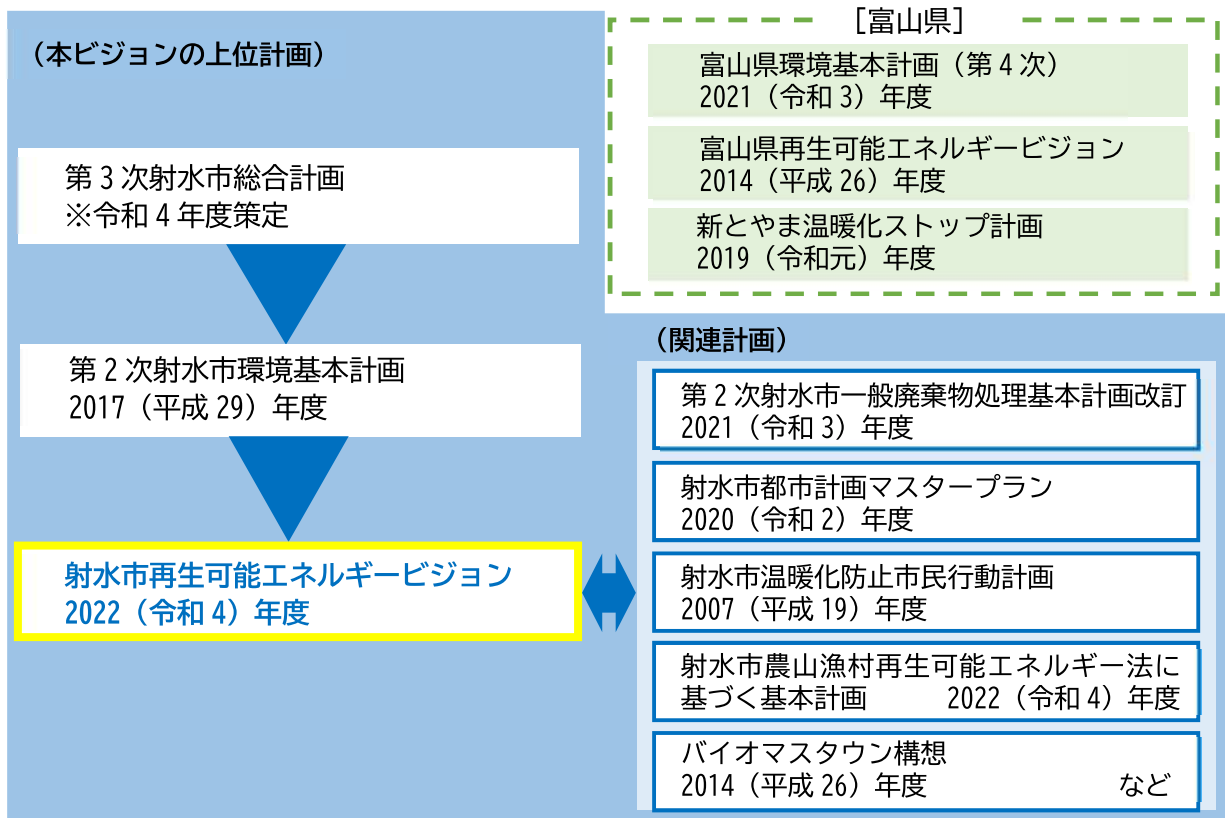 (本ビジョンの上位計画)
第3次射水市総合計画
※令和4年度策定
第2次射水市環境基本計画
2017(平成29)年度
射水市再生可能エネルギービジョン
2022(令和4)年度
[富山県]
富山県環境基本計画(第4次)
2021(令和3)年度
富山県再生可能エネルギービジョン
2014(平成26)年度
新とやま温暖化ストップ計画
2019(令和元)年度
(関連計画)
第2次射水市一般廃棄物処理基本計画改訂
2021(令和3)年度
射水市都市計画マスタープラン
2020(令和2)年度
射水市温暖化防止市民行動計画
2007(平成19)年度
射水市農山漁村再生可能エネルギー法に
基づく基本計画 2022(令和4)年度
バイオマスタウン構想
2014(平成26)年度 など